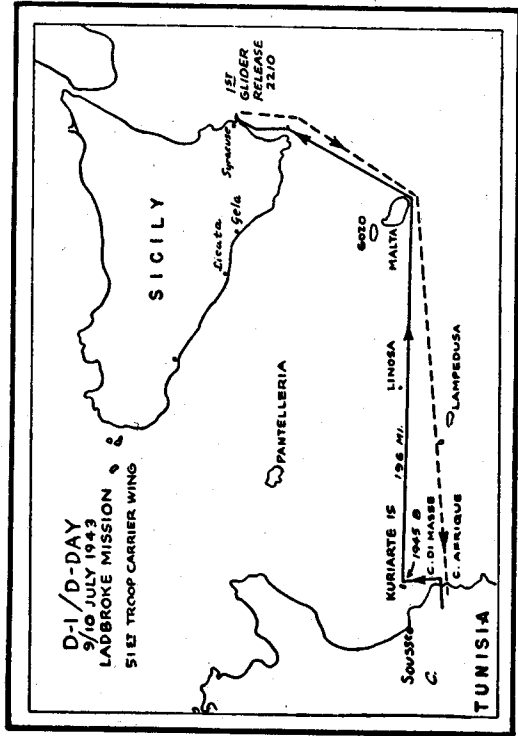 D-1/D-DAY
9/10 JULY 1943
LADBROKE MISSION
51ST TROOP CARRIER WING
SICILY
Licata
Gela
Syracuse
1ST
GLIDER
RELEASE
2210
PANTELLERIA
GOZO
MALTA
LINOSA
196 MI.
LAMPEDUSA
KURIARTE IS
1945 B
C. DI MASSE
C. AFRIQUE
SOUSSE
G.
TUNISIA